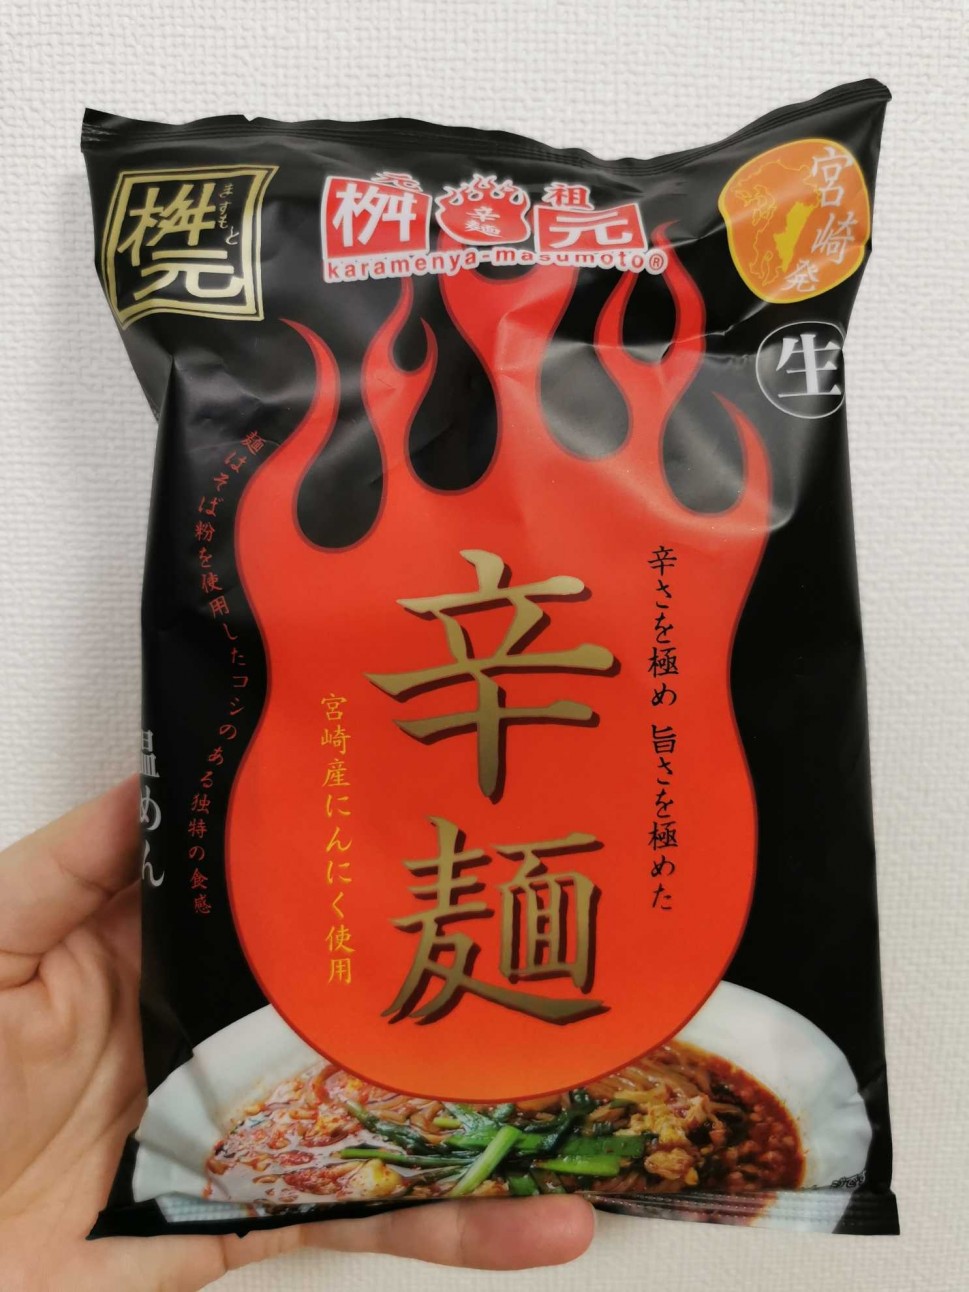 桝元
ますもと
元祖
桝 辛麺 元
karamenya-masumoto®
宮崎発
生
辛さを極め 旨さを極めた
辛麺
宮崎産にんにく使用
麺はそば粉を使用したコシのある独特の食感
温めん